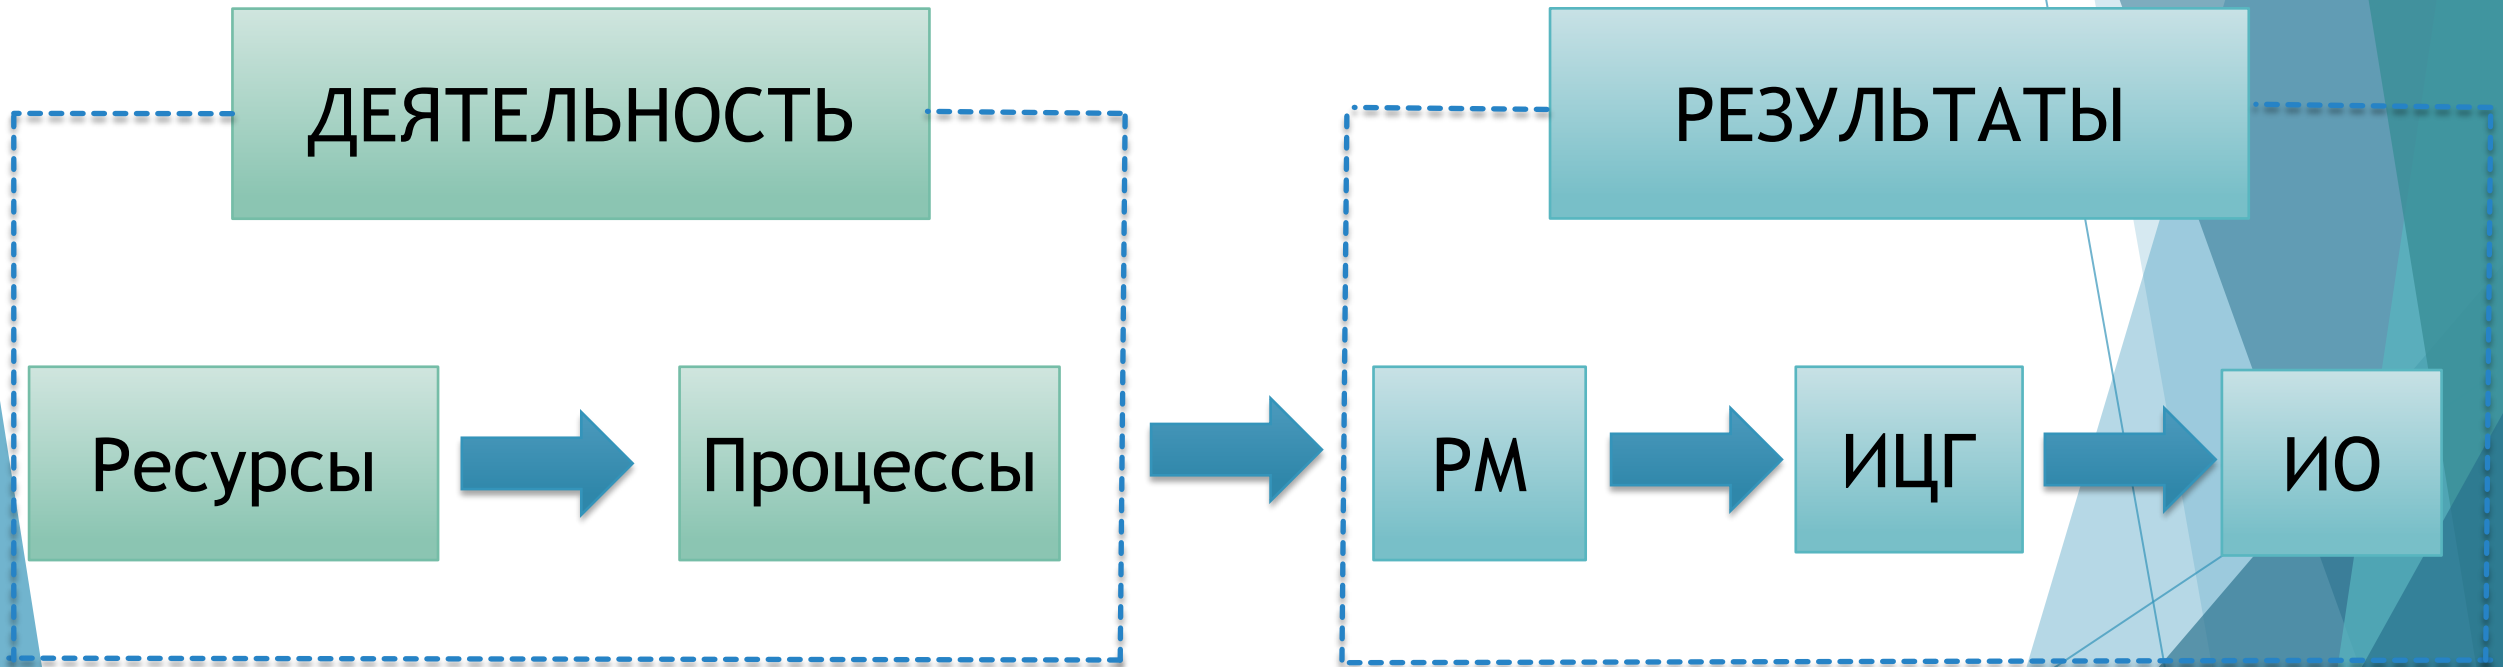 ДЕЯТЕЛЬНОСТЬ
РЕЗУЛЬТАТЫ
Ресурсы
Процессы
РМ
ИЦГ
ИО